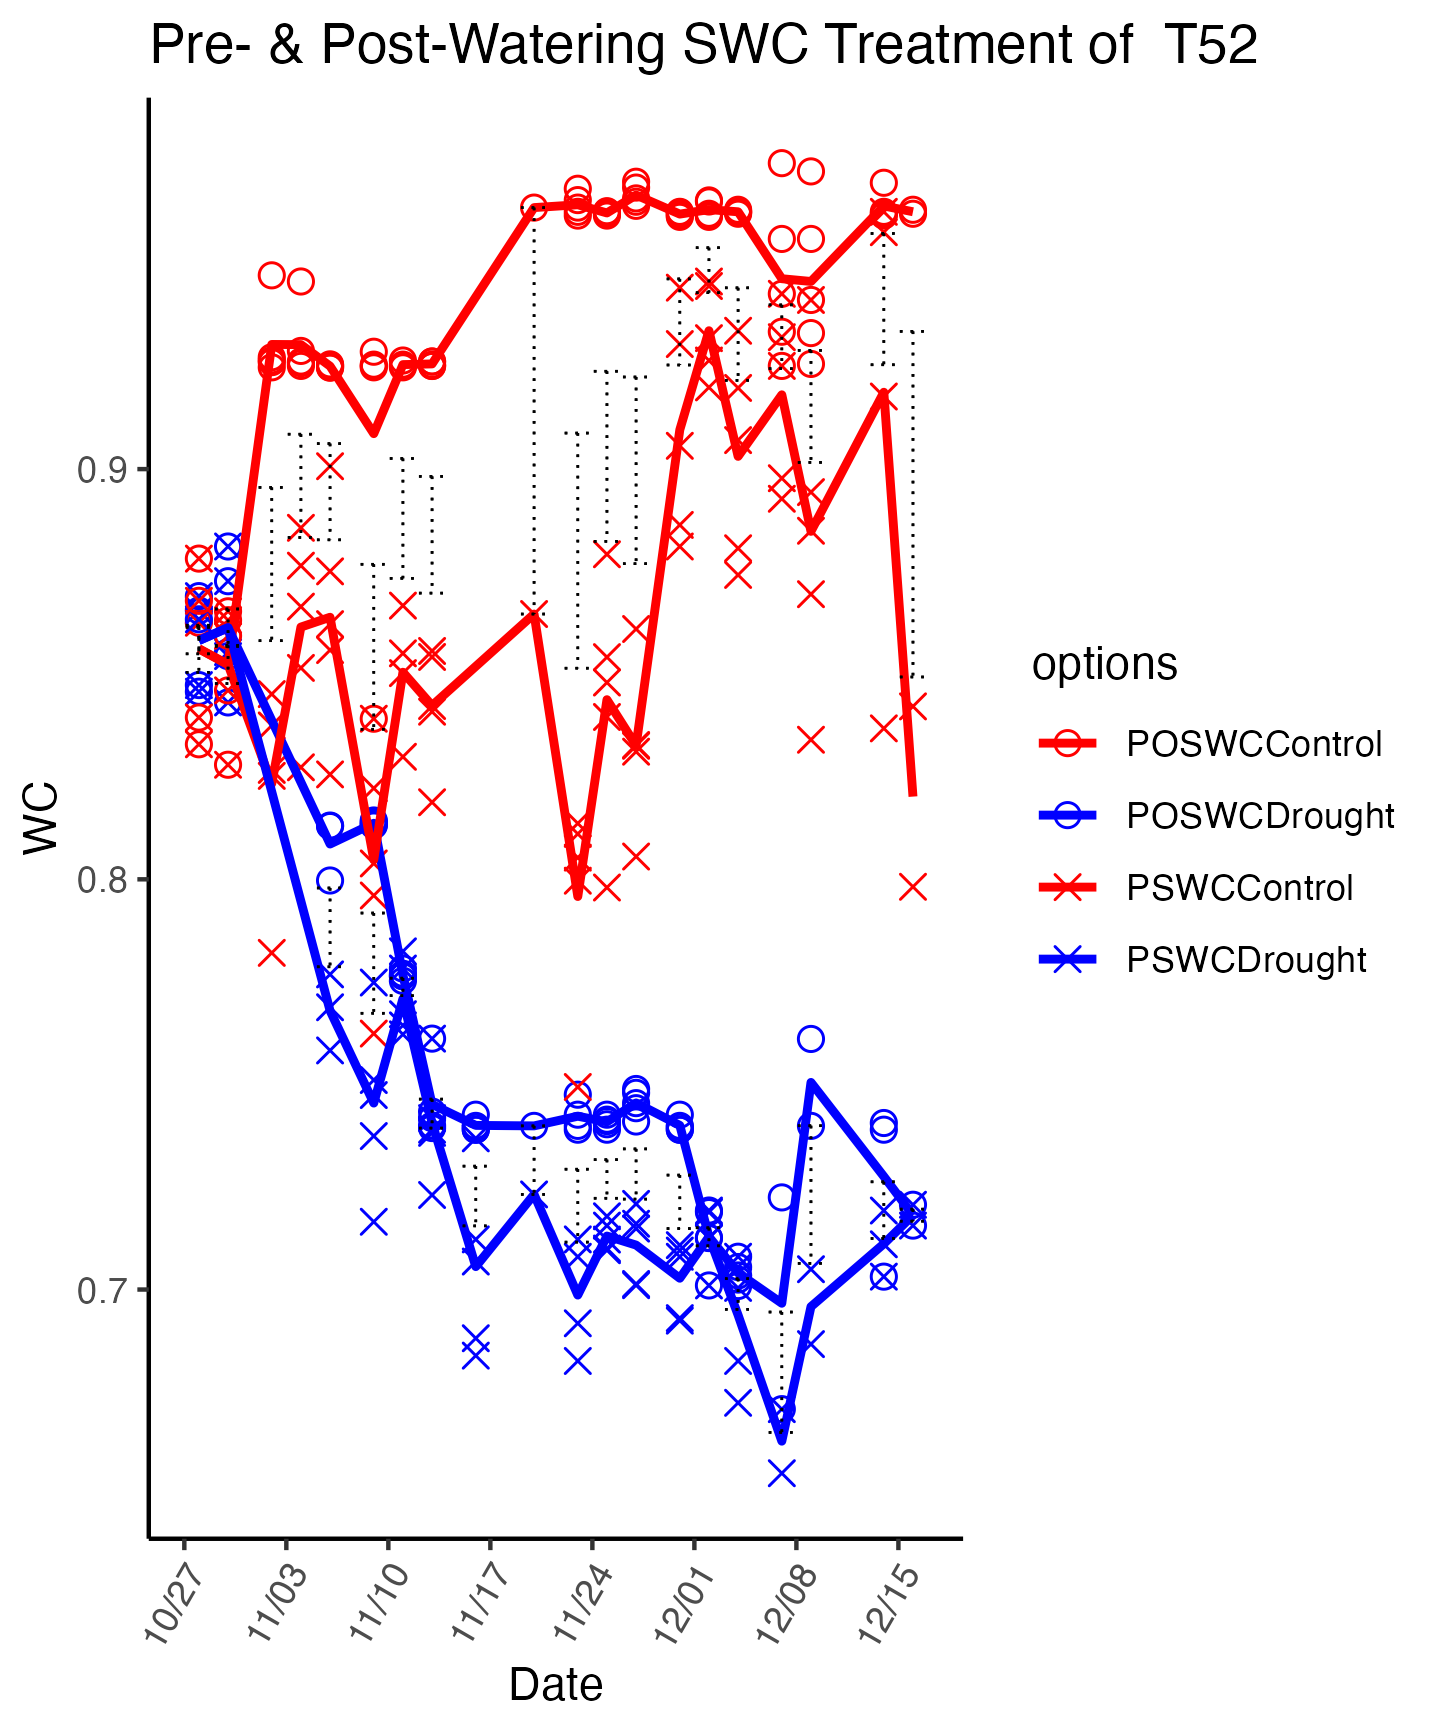 Pre- & Post-Watering SWC Treatment of  T52
WC
0.9
0.8
0.7
10/27
11/03
11/10
11/17
11/24
12/01
12/08
12/15
Date
options
POSWCControl
POSWCDrought
PSWCControl
PSWCDrought